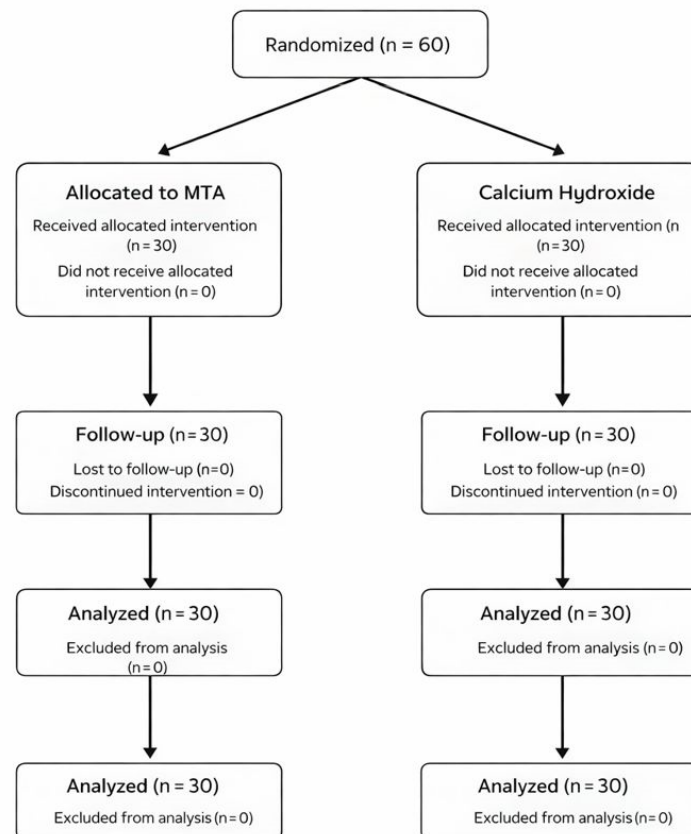 Randomized (n = 60)
Allocated to MTA
Received allocated intervention
(n = 30)
Did not receive allocated
intervention (n = 0)
Calcium Hydroxide
Received allocated intervention (n
(n = 30)
Did not receive allocated
intervention (n = 0)
Follow-up (n = 30)
Lost to follow-up (n=0)
Discontinued intervention = 0)
Follow-up (n = 30)
Lost to follow-up (n=0)
Discontinued intervention (n = 0)
Analyzed (n = 30)
Excluded from analysis
(n = 0)
Analyzed (n = 30)
Excluded from analysis (n = 0)
Analyzed (n = 30)
Excluded from analysis (n = 0)
Analyzed (n = 30)
Excluded from analysis (n = 0)